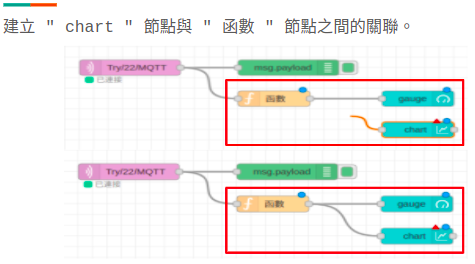 建立 " chart " 節點與 " 函數 " 節點之間的關聯。
Try/22/MQTT
msg.payload
已連接
函數
gauge
chart
Try/22/MQTT
msg.payload
已連接
函數
gauge
chart